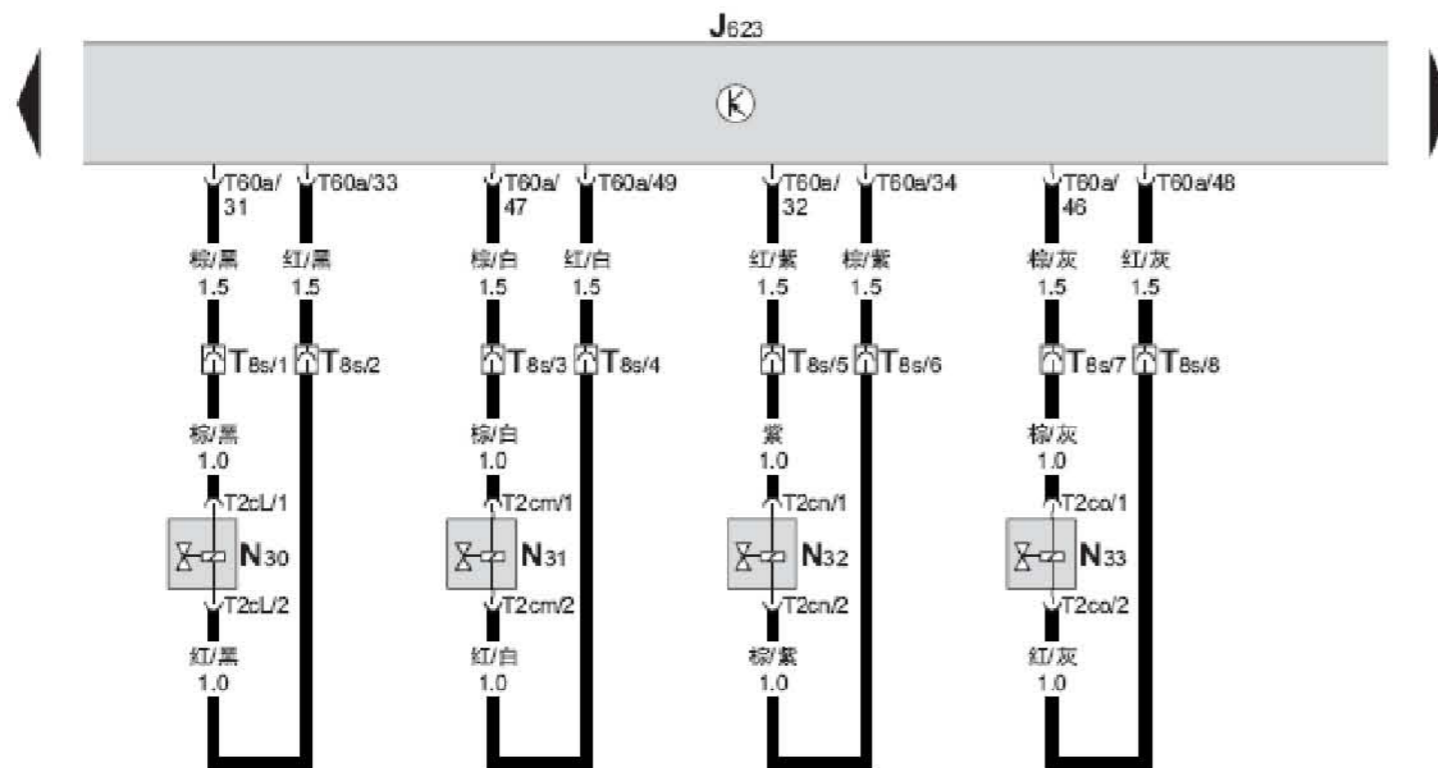 J623
T60a/ T60a/33 T60a/ T60a/49 T60a/ T60a/34 T60a/ T60a/48
31 47 32 46
棕/黑 红/黑 棕/白 红/白 红/紫 棕/紫 棕/灰 红/灰
1.5 1.5 1.5 1.5 1.5 1.5 1.5 1.5
T8s/1 T8s/2 T8s/3 T8s/4 T8s/5 T8s/6 T8s/7 T8s/8
棕/黑 棕/白 紫 棕/灰
1.0 1.0 1.0 1.0
T2cL/1 T2cm/1 T2cn/1 T2co/1
N30 N31 N32 N33
T2cL/2 T2cm/2 T2cn/2 T2co/2
红/黑 红/白 棕/紫 红/灰
1.0 1.0 1.0 1.0